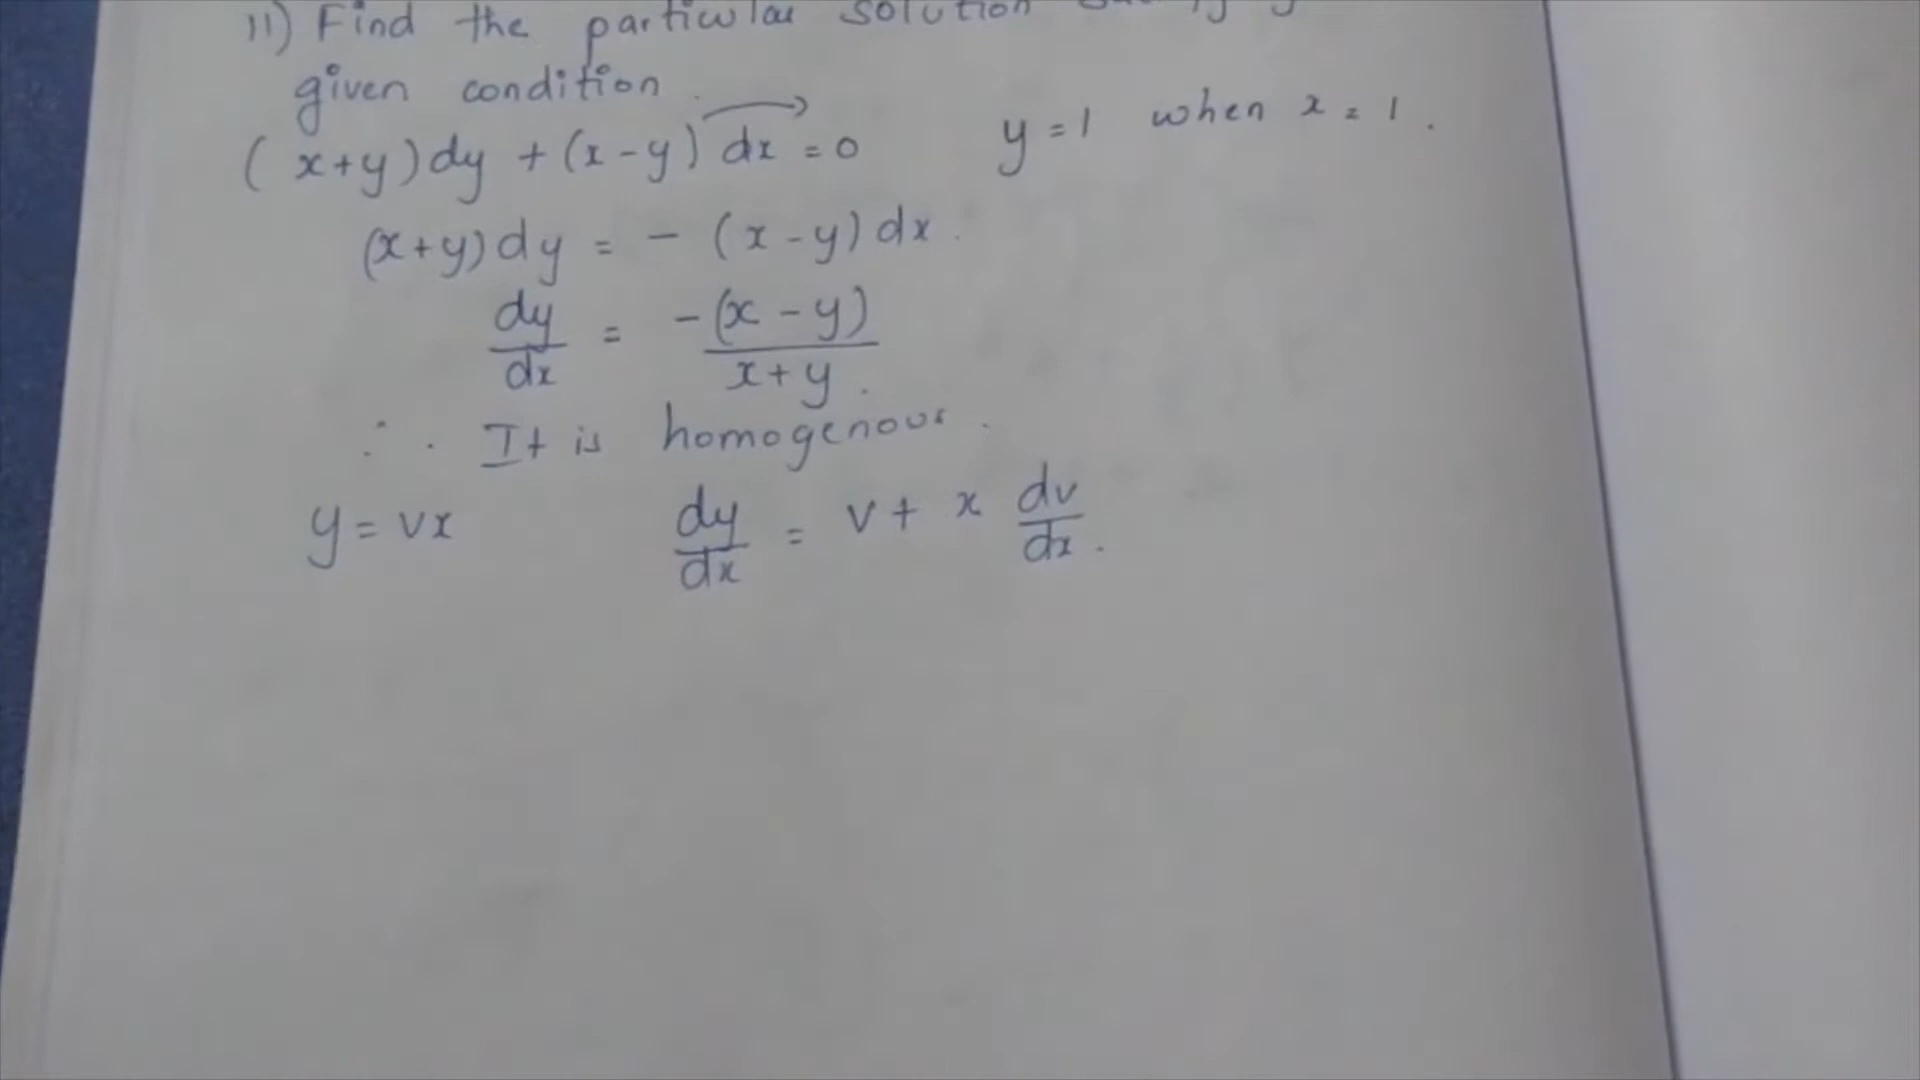 11) Find the particular solution
given condition.
(x+y)dy + (x-y) dx = 0 y = 1 when x = 1.
(x+y)dy = - (x-y)dx.
dy/dx = -(x-y)/x+y.
∴ It is homogenous.
y = vx dy/dx = v + x dv/dx.